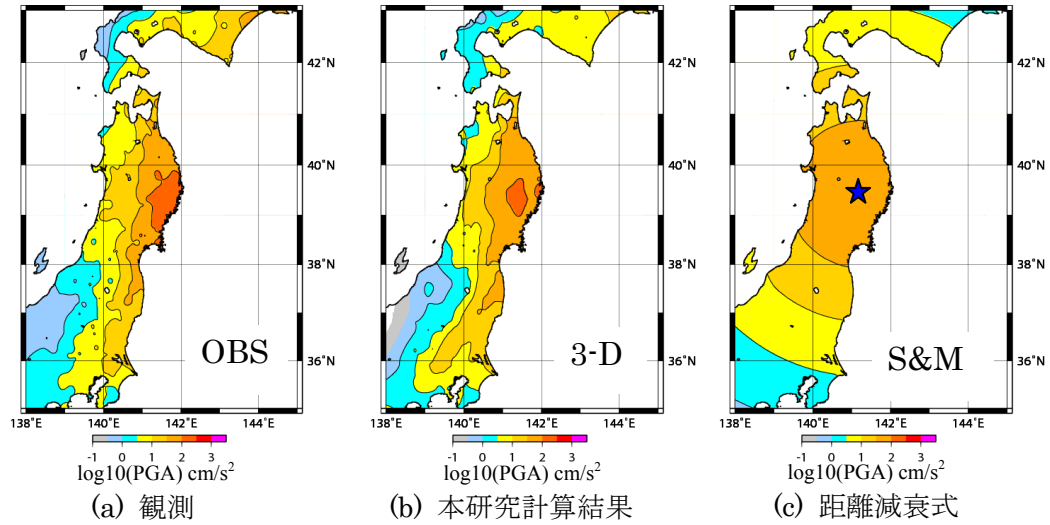 42°N
40°N
38°N
36°N
OBS
138°E
140°E
142°E
144°E
-1 0 1 2 3
log10(PGA) cm/s²
(a) 観測
42°N
40°N
38°N
36°N
3-D
138°E
140°E
142°E
144°E
-1 0 1 2 3
log10(PGA) cm/s²
(b) 本研究計算結果
42°N
40°N
38°N
36°N
S&M
138°E
140°E
142°E
144°E
-1 0 1 2 3
log10(PGA) cm/s²
(c) 距離減衰式